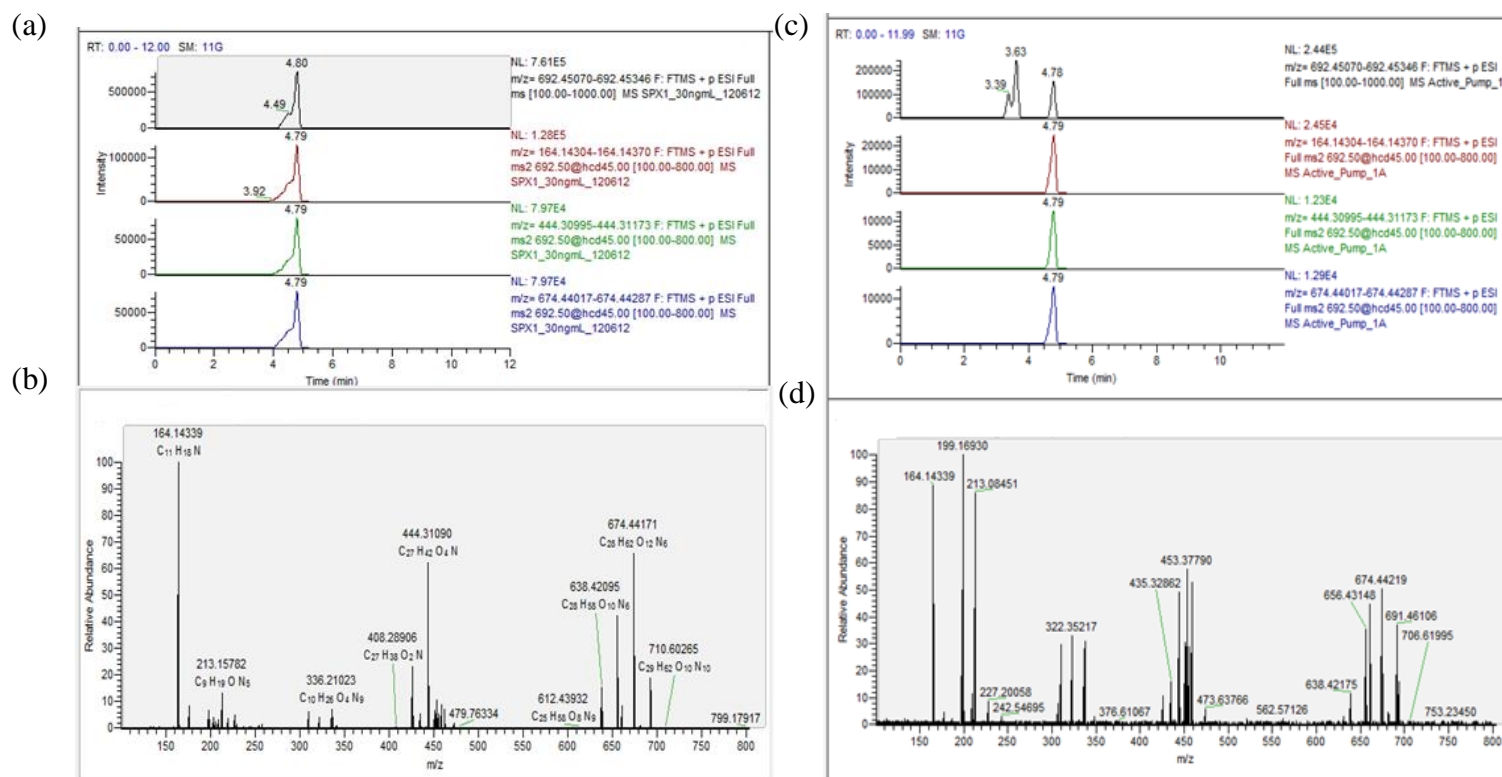 (a)
RT: 0.00 - 12.00 SM: 11G
4.80
4.49
500000
0
NL: 7.61E5
m/z= 692.45070-692.45346 F: FTMS + p ESI Full
ms [100.00-1000.00] MS SPX1_30ngmL_120612
4.79
3.92
100000
0
NL: 1.28E5
m/z= 164.14304-164.14370 F: FTMS + p ESI Full
ms2 692.50@hcd45.00 [100.00-800.00] MS
SPX1_30ngmL_120612
Intensity
4.79
50000
0
NL: 7.97E4
m/z= 444.30995-444.31173 F: FTMS + p ESI Full
ms2 692.50@hcd45.00 [100.00-800.00] MS
SPX1_30ngmL_120612
4.79
50000
0
NL: 7.97E4
m/z= 674.44017-674.44287 F: FTMS + p ESI Full
ms2 692.50@hcd45.00 [100.00-800.00] MS
SPX1_30ngmL_120612
0 2 4 6 8 10 12
Time (min)
(c)
RT: 0.00 - 11.99 SM: 11G
3.63
3.39
4.78
200000
100000
0
NL: 2.44E5
m/z= 692.45070-692.45346 F: FTMS + p ESI
Full ms [100.00-1000.00] MS Active_Pump_1
4.79
20000
10000
0
NL: 2.45E4
m/z= 164.14304-164.14370 F: FTMS + p ESI
Full ms2 692.50@hcd45.00 [100.00-800.00]
MS Active_Pump_1A
Intensity
4.79
10000
5000
0
NL: 1.23E4
m/z= 444.30995-444.31173 F: FTMS + p ESI
Full ms2 692.50@hcd45.00 [100.00-800.00]
MS Active_Pump_1A
4.79
10000
0
NL: 1.29E4
m/z= 674.44017-674.44287 F: FTMS + p ESI
Full ms2 692.50@hcd45.00 [100.00-800.00]
MS Active_Pump_1A
0 2 4 6 8 10
Time (min)
(b)
164.14339
C11 H18 N
213.15782
C9 H19 O N5
336.21023
C10 H26 O4 N9
408.28906
C27 H38 O2 N
444.31090
C27 H42 O4 N
479.76334
612.43932
C25 H58 O8 N9
638.42095
C28 H58 O10 N6
674.44171
C28 H62 O12 N6
710.60265
C29 H62 O10 N10
799.17917
Relative Abundance
100
90
80
70
60
50
40
30
20
10
0
150 200 250 300 350 400 450 500 550 600 650 700 750 800
m/z
(d)
164.14339
199.16930
213.08451
227.20058
242.54695
322.35217
376.61067
435.32862
453.37790
473.63766
562.57126
638.42175
656.43148
674.44219
691.46106
706.61995
753.23450
Relative Abundance
100
90
80
70
60
50
40
30
20
10
0
150 200 250 300 350 400 450 500 550 600 650 700 750 800
m/z